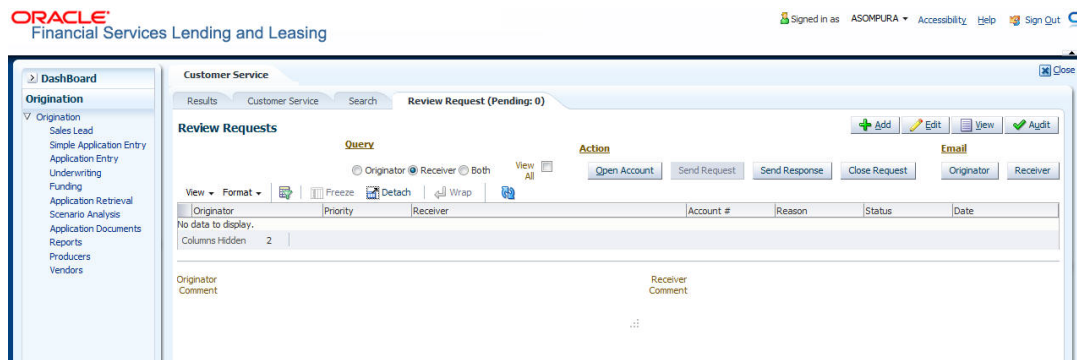 ORACLE
Financial Services Lending and Leasing
Signed in as ASOMPURA Accessibility Help Sign Out
Close
DashBoard
Origination
Origination
Sales Lead
Simple Application Entry
Application Entry
Underwriting
Funding
Application Retrieval
Scenario Analysis
Application Documents
Reports
Producers
Vendors
Customer Service
Results Customer Service Search Review Request (Pending: 0)
Review Requests
Add Edit View Audit
Query Action Email
Originator Receiver Both View All Open Account Send Request Send Response Close Request Originator Receiver
View Format Freeze Detach Wrap
Originator Priority Receiver Account # Reason Status Date
No data to display.
Columns Hidden 2
Originator Comment
Receiver Comment